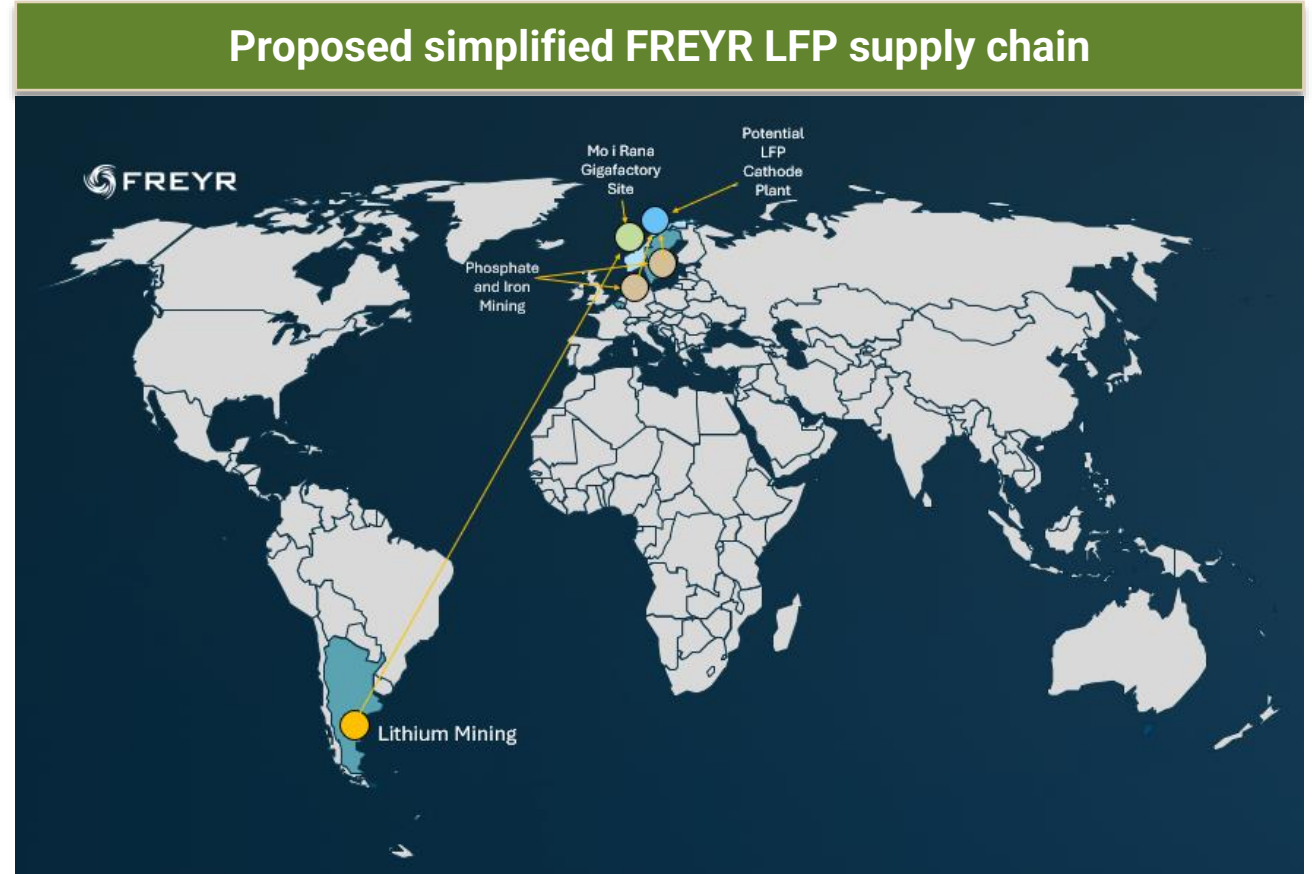 Proposed simplified FREYR LFP supply chain
FREYR
Mo i Rana
Gigafactory
Site
Potential
LFP
Cathode
Plant
Phosphate
and Iron
Mining
Lithium Mining